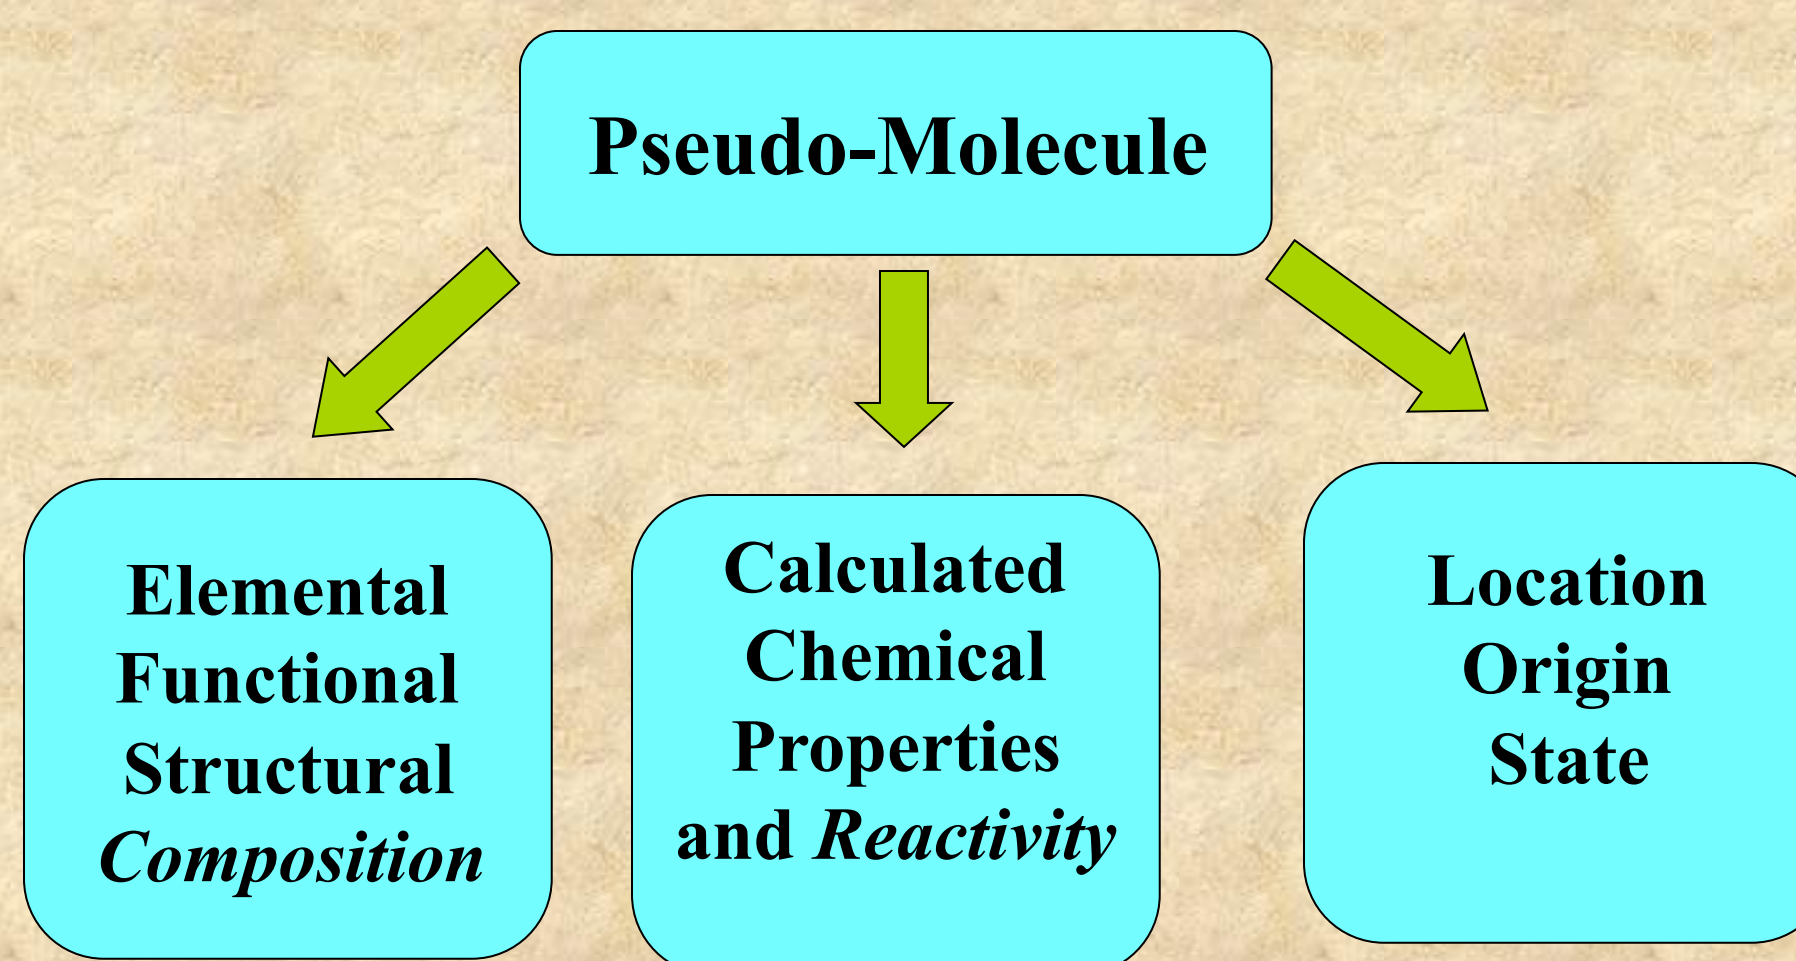 Pseudo-Molecule
Elemental
Functional
Structural
Composition
Calculated
Chemical
Properties
and Reactivity
Location
Origin
State